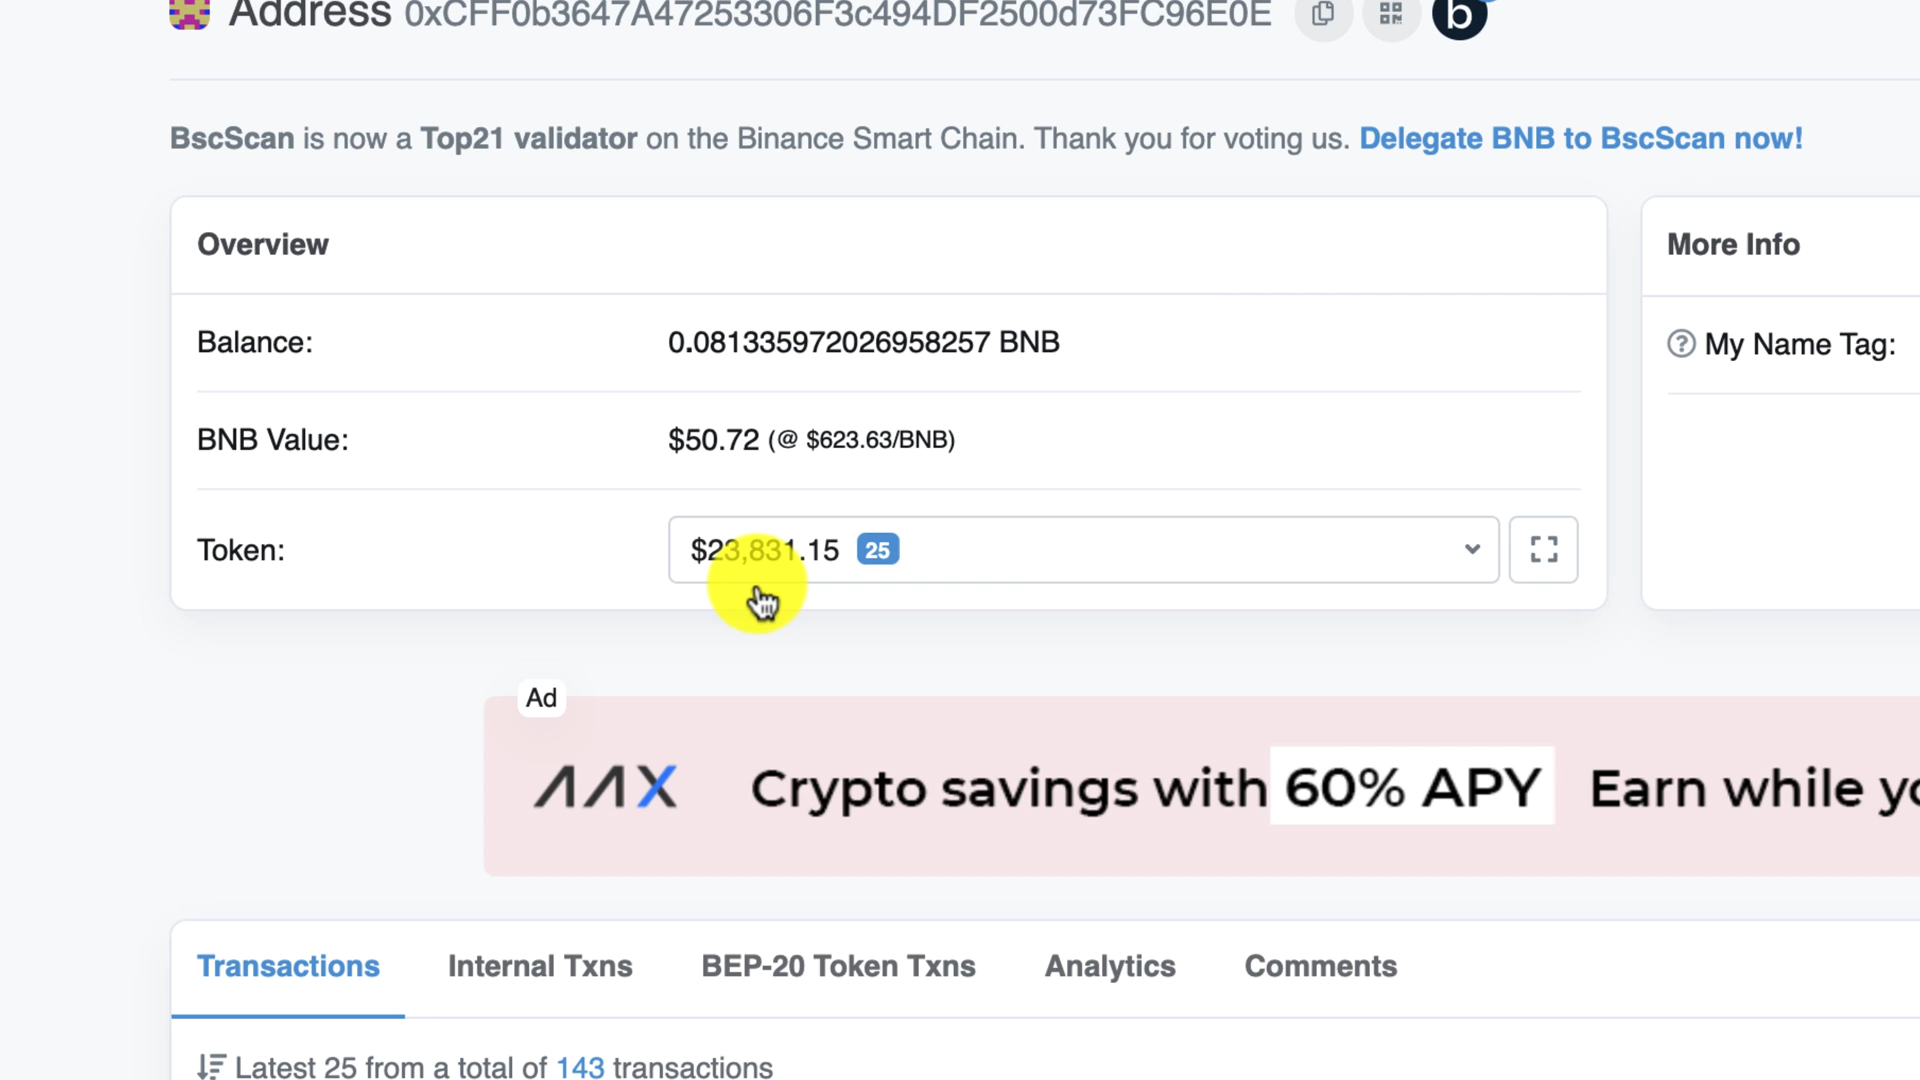 Address 0xCFF0b3647A47253306F3c494DF2500d73FC96E0E
b
BscScan is now a Top21 validator on the Binance Smart Chain. Thank you for voting us. Delegate BNB to BscScan now!
Overview
More Info
Balance: 0.081335972026958257 BNB
My Name Tag:
BNB Value: $50.72 (@ $623.63/BNB)
Token: $23,831.15 25
Ad
AAX Crypto savings with 60% APY Earn while
Transactions Internal Txns BEP-20 Token Txns Analytics Comments
Latest 25 from a total of 143 transactions